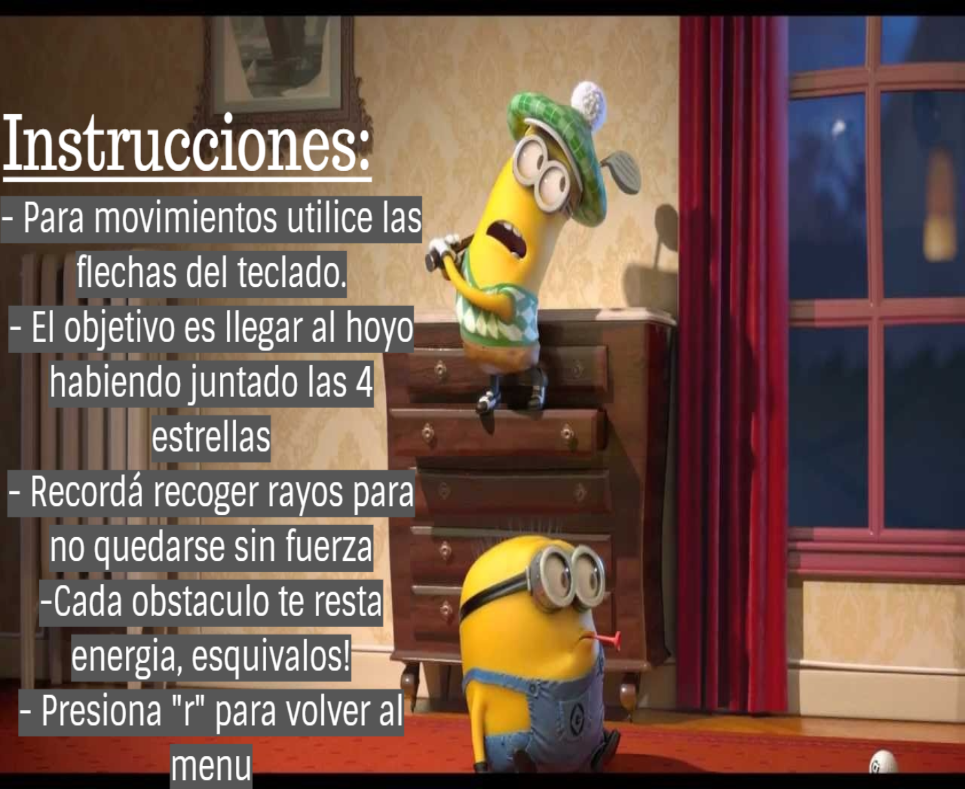 Instrucciones:
- Para movimientos utilice las
flechas del teclado.
- El objetivo es llegar al hoyo
habiendo juntado las 4
estrellas
- Recordá recoger rayos para
no quedarse sin fuerza
-Cada obstaculo te resta
energia, esquivalos!
- Presiona "r" para volver al
menu